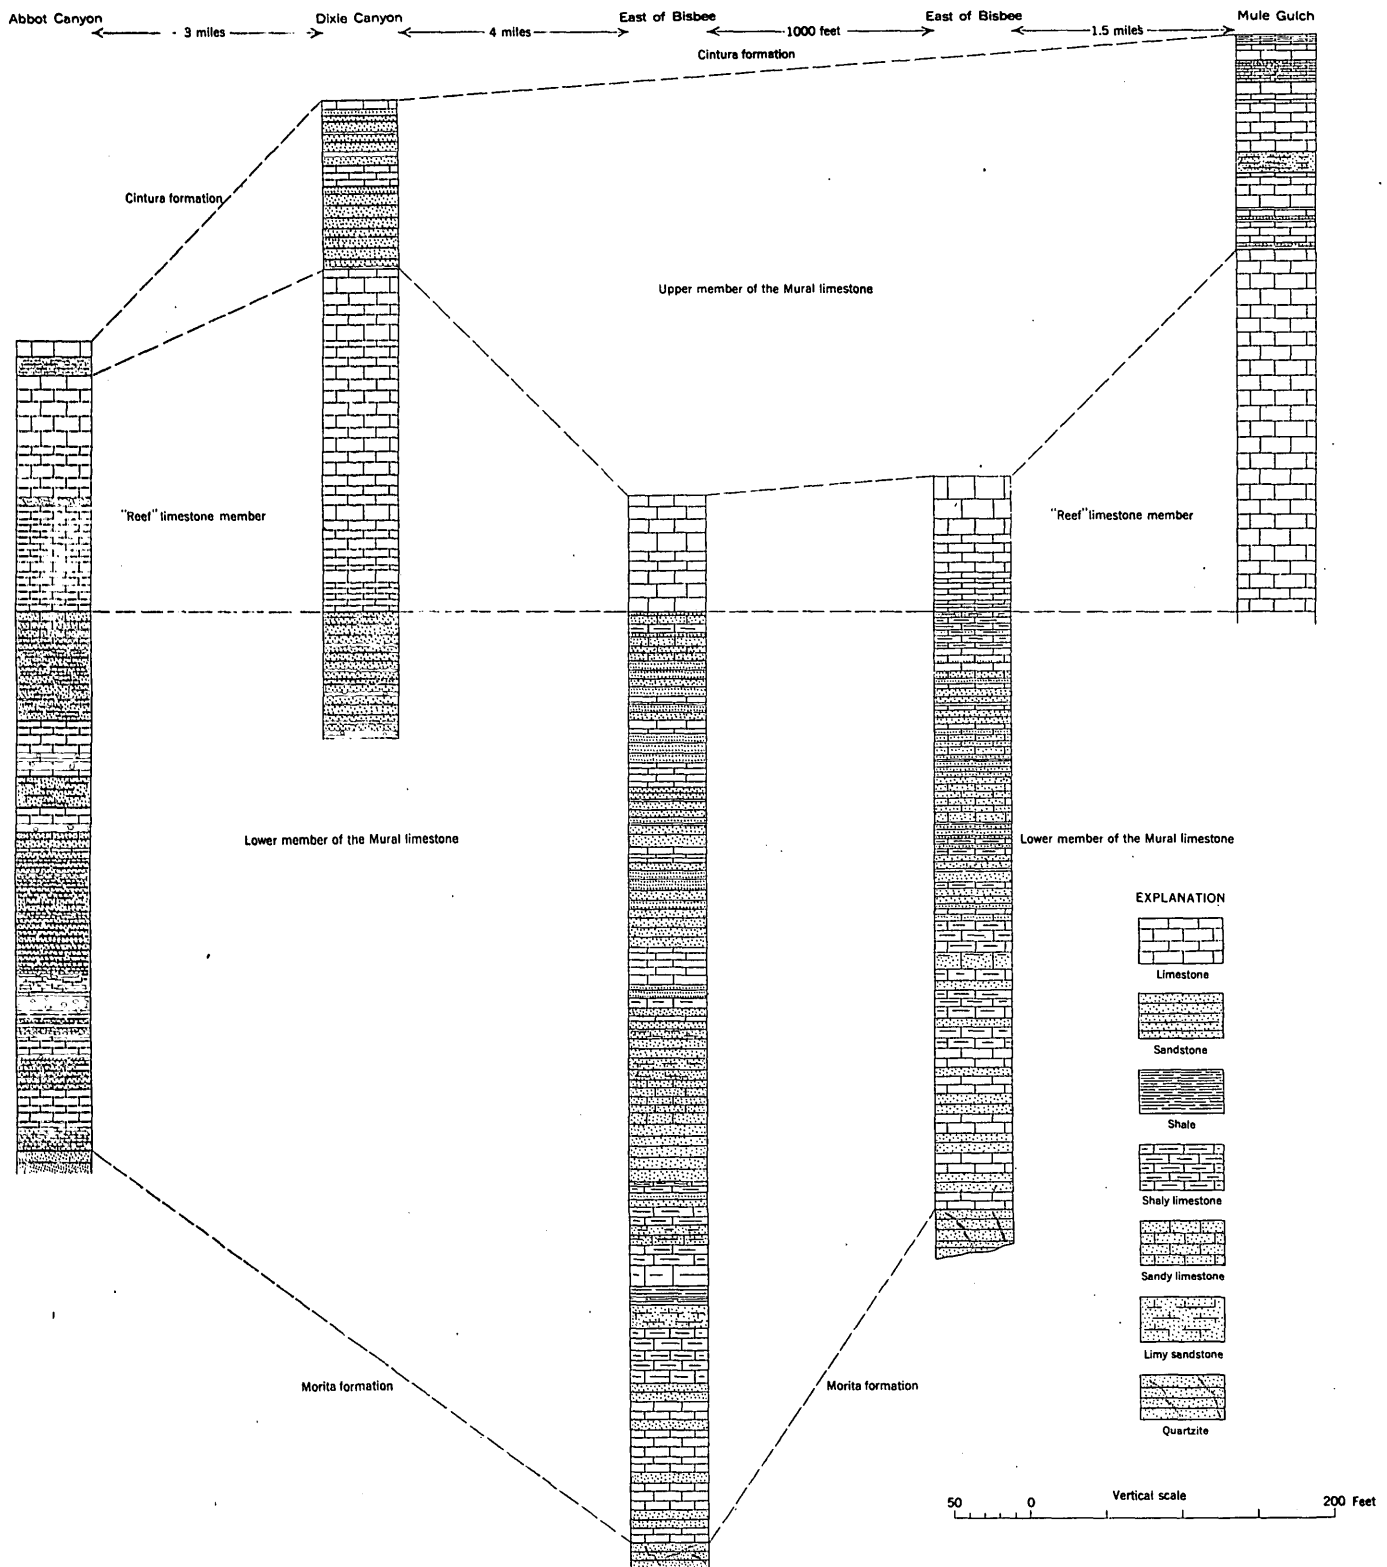 Abbot Canyon
3 miles
Dixie Canyon
4 miles
East of Bisbee
1000 feet
East of Bisbee
1.5 miles
Mule Gulch
Cintura formation
Cintura formation
Upper member of the Mural limestone
"Reef" limestone member
"Reef" limestone member
Lower member of the Mural limestone
Lower member of the Mural limestone
EXPLANATION
Limestone
Sandstone
Shale
Shaly limestone
Sandy limestone
Limy sandstone
Quartzite
Morita formation
Morita formation
Vertical scale
50 0 200 Feet